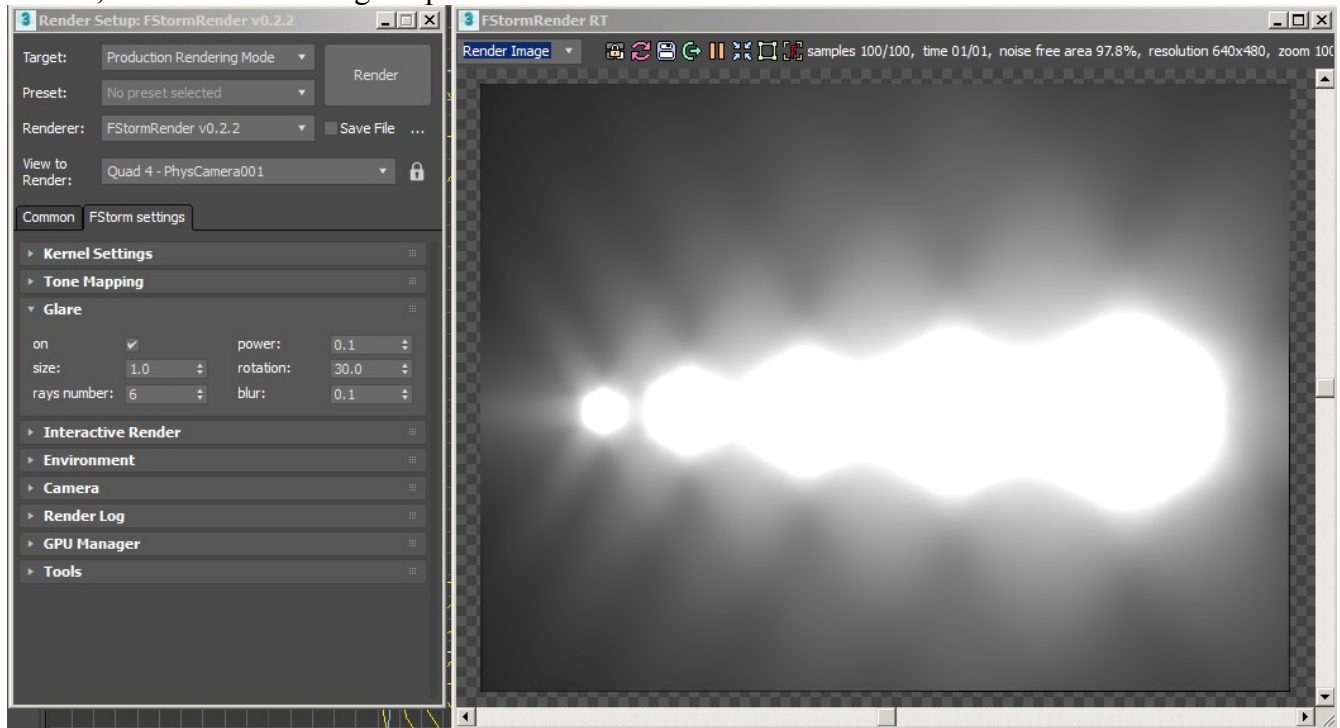 Render Setup: FStormRender v0.2.2
Target: Production Rendering Mode
Render
Preset: No preset selected
Renderer: FStormRender v0.2.2 Save File ...
View to Render: Quad 4 - PhysCamera001
Common FStorm settings
Kernel Settings
Tone Mapping
Glare
on power: 0.1
size: 1.0 rotation: 30.0
rays number: 6 blur: 0.1
Interactive Render
Environment
Camera
Render Log
GPU Manager
Tools
FStormRender RT
Render Image samples 100/100, time 01/01, noise free area 97.8%, resolution 640x480, zoom 100